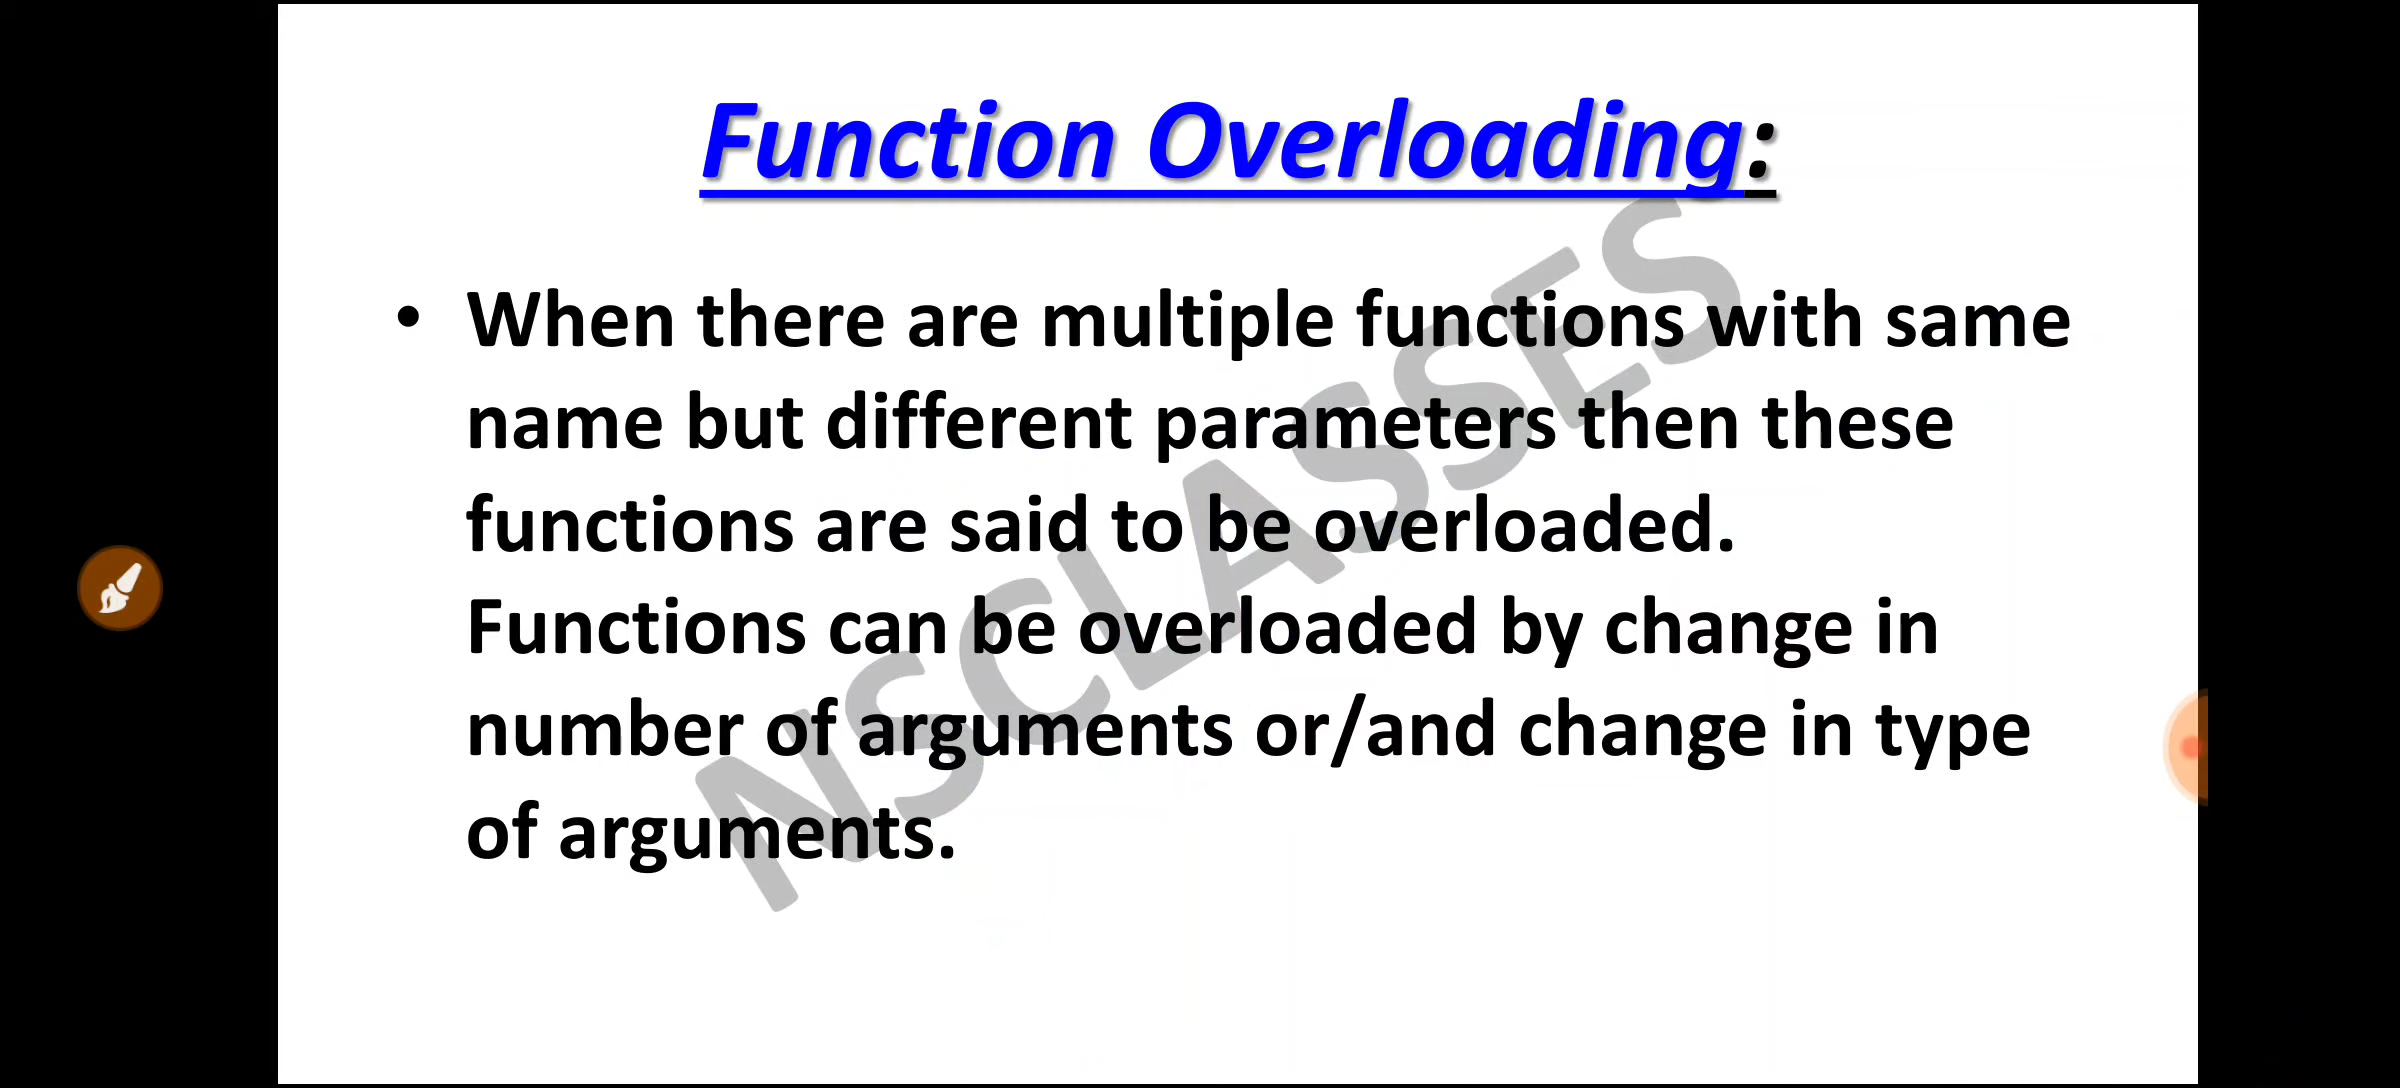 Function Overloading:
• When there are multiple functions with same
name but different parameters then these
functions are said to be overloaded.
Functions can be overloaded by change in
number of arguments or/and change in type
of arguments.
NSCLASSES